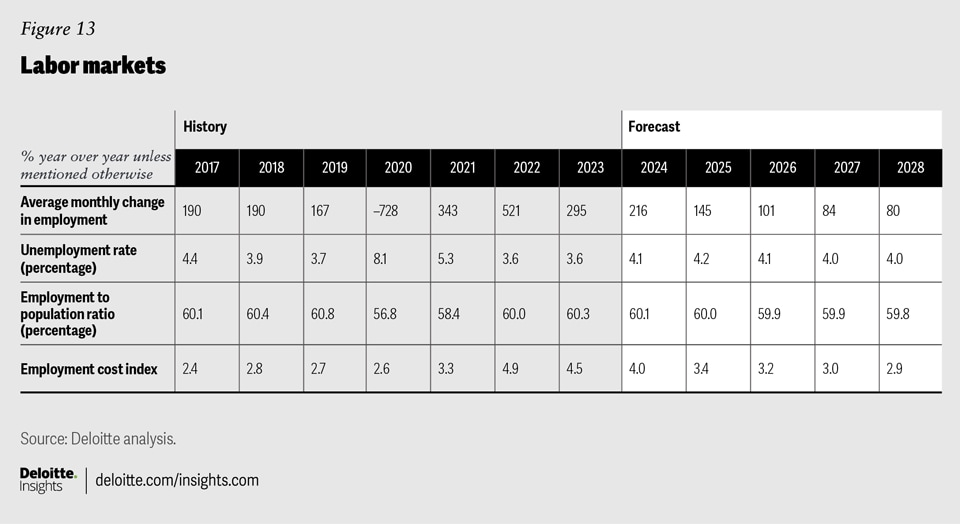 Figure 13
Labor markets
History Forecast
% year over year unless
mentioned otherwise
2017 2018 2019 2020 2021 2022 2023 2024 2025 2026 2027 2028
Average monthly change
in employment
190 190 167 –728 343 521 295 216 145 101 84 80
Unemployment rate
(percentage)
4.4 3.9 3.7 8.1 5.3 3.6 3.6 4.1 4.2 4.1 4.0 4.0
Employment to
population ratio
(percentage)
60.1 60.4 60.8 56.8 58.4 60.0 60.3 60.1 60.0 59.9 59.9 59.8
Employment cost index 2.4 2.8 2.7 2.6 3.3 4.9 4.5 4.0 3.4 3.2 3.0 2.9
Source: Deloitte analysis.
Deloitte.
Insights
deloitte.com/insights.com